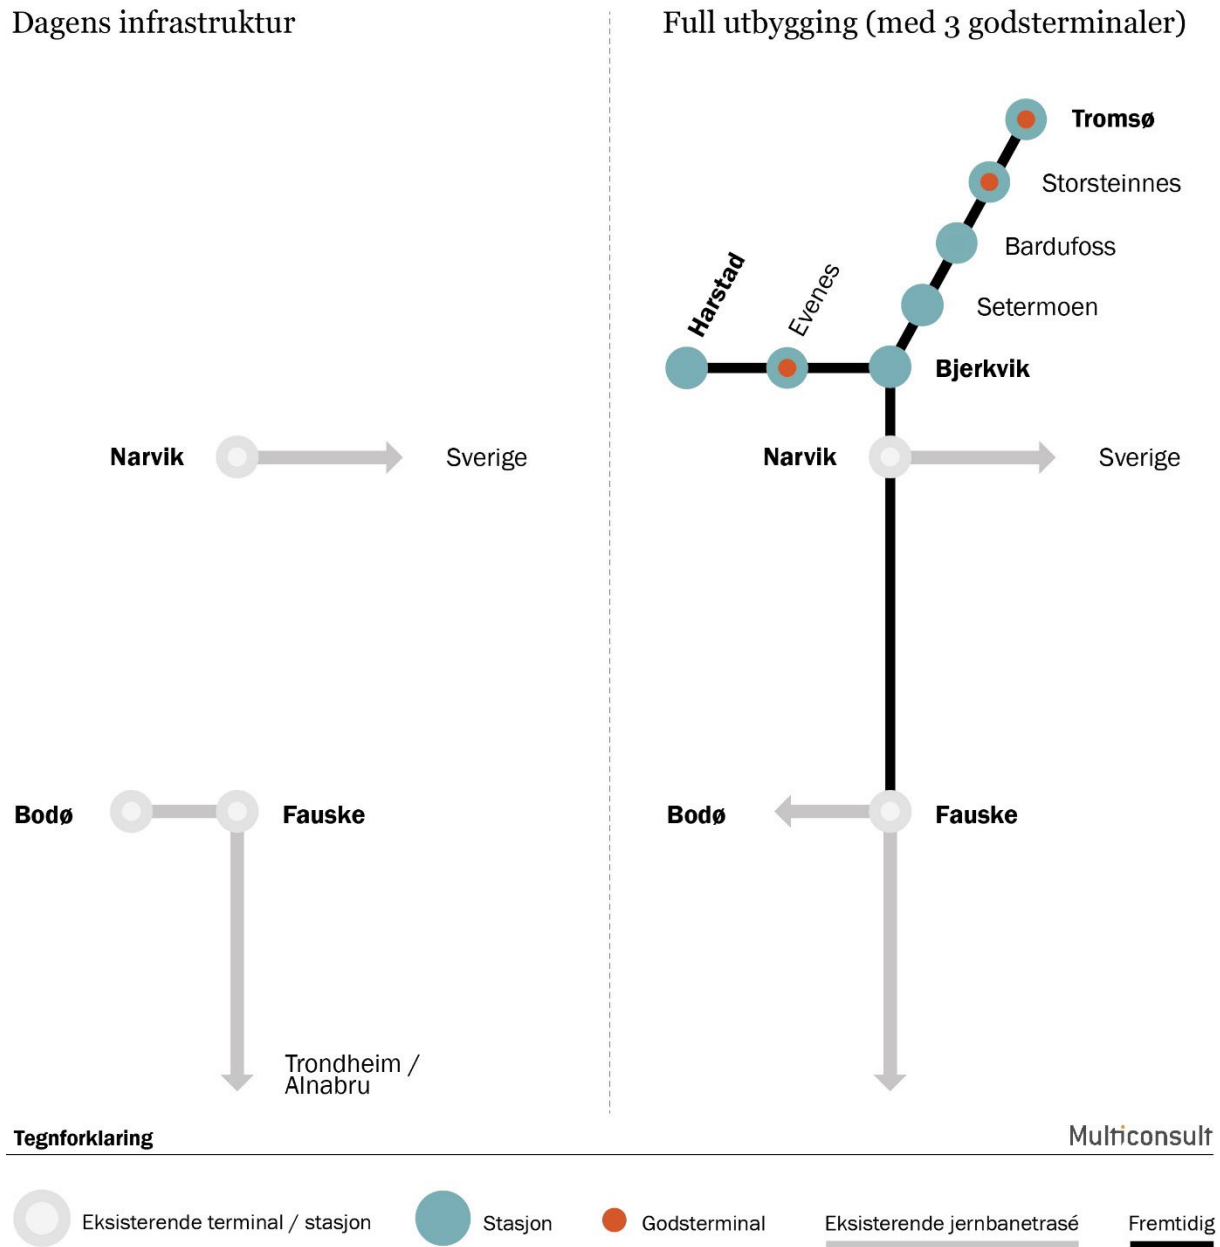 Dagens infrastruktur
Narvik
Sverige
Bodø
Fauske
Trondheim /
Alnabru
Full utbygging (med 3 godsterminaler)
Tromsø
Storsteinnes
Bardufoss
Setermoen
Harstad
Evenes
Bjerkvik
Narvik
Sverige
Bodø
Fauske
Tegnforklaring
Multiconsult
Eksisterende terminal / stasjon
Stasjon
Godsterminal
Eksisterende jernbanetrasé
Fremtidig